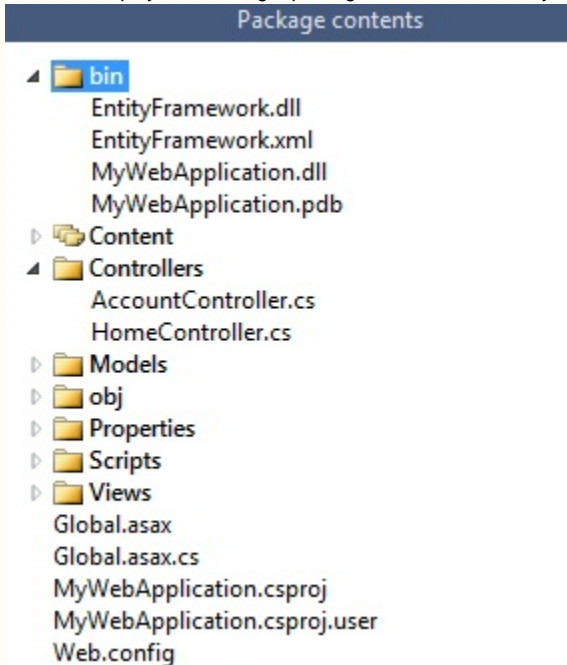 Package contents
bin
EntityFramework.dll
EntityFramework.xml
MyWebApplication.dll
MyWebApplication.pdb
Content
Controllers
AccountController.cs
HomeController.cs
Models
obj
Properties
Scripts
Views
Global.asax
Global.asax.cs
MyWebApplication.csproj
MyWebApplication.csproj.user
Web.config